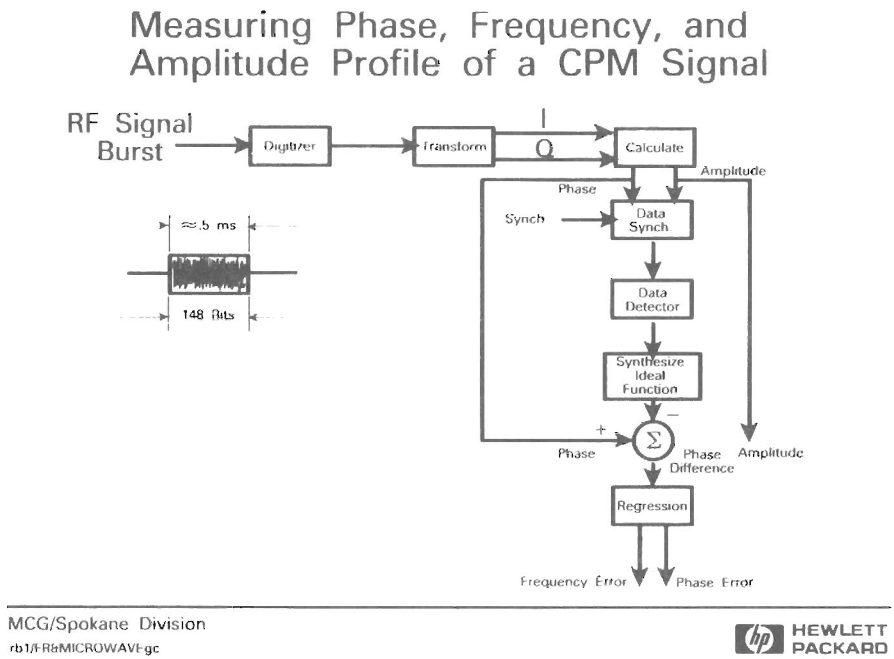 Measuring Phase, Frequency, and
Amplitude Profile of a CPM Signal
RF Signal
Burst
Digitizer
Transform
I
Q
Calculate
Amplitude
Phase
Synch
Data
Synch
≈.5 ms
148 Bits
Data
Detector
Synthesize
Ideal
Function
−
+
Σ
Phase
Phase
Difference
Amplitude
Regression
Frequency Error
Phase Error
MCG/Spokane Division
rb1/FR&MICROWAVE-gc
hp
HEWLETT
PACKARD